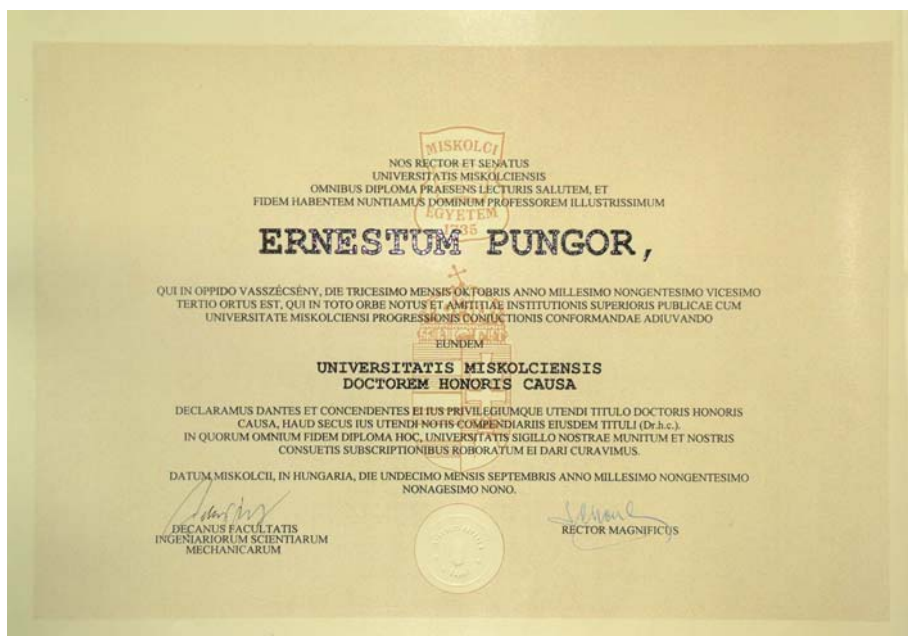 MISKOLCI
EGYETEM
1735
NOS RECTOR ET SENATUS
UNIVERSITATIS MISKOLCIENSIS
OMNIBUS DIPLOMA PRAESENS LECTURIS SALUTEM, ET
FIDEM HABENTEM NUNTIAMUS DOMINUM PROFESSOREM ILLUSTRISSIMUM
ERNESTUM PUNGOR,
QUI IN OPPIDO VASSZÉCSÉNY, DIE TRICESIMO MENSIS OKTOBRIS ANNO MILLESIMO NONGENTESIMO VICESIMO
TERTIO ORTUS EST, QUI IN TOTO ORBE NOTUS ET AMITITIAE INSTITUTIONIS SUPERIORIS PUBLICAE CUM
UNIVERSITATE MISKOLCIENSI PROGRESSIONIS CONIUCTIONIS CONFORMANDAE ADIUVANDO
EUNDEM
UNIVERSITATIS MISKOLCIENSIS
DOCTOREM HONORIS CAUSA
DECLARAMUS DANTES ET CONCENDENTES EI IUS PRIVILEGIUMQUE UTENDI TITULO DOCTORIS HONORIS
CAUSA, HAUD SECUS IUS UTENDI NOTIS COMPENDIARIIS EIUSDEM TITULI (Dr.h.c.).
IN QUORUM OMNIUM FIDEM DIPLOMA HOC, UNIVERSITATIS SIGILLO NOSTRAE MUNITUM ET NOSTRIS
CONSUETIS SUBSCRIPTIONIBUS ROBORATUM EI DARI CURAVIMUS.
DATUM MISKOLCII, IN HUNGARIA, DIE UNDECIMO MENSIS SEPTEMBRIS ANNO MILLESIMO NONGENTESIMO
NONAGESIMO NONO.
DECANUS FACULTATIS
INGENIARIORUM SCIENTIARUM
MECHANICARUM
RECTOR MAGNIFICUS